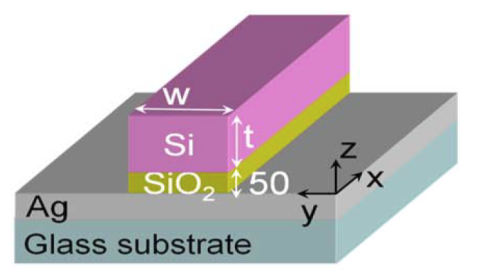 w
Si
t
SiO₂
50
z
x
y
Ag
Glass substrate